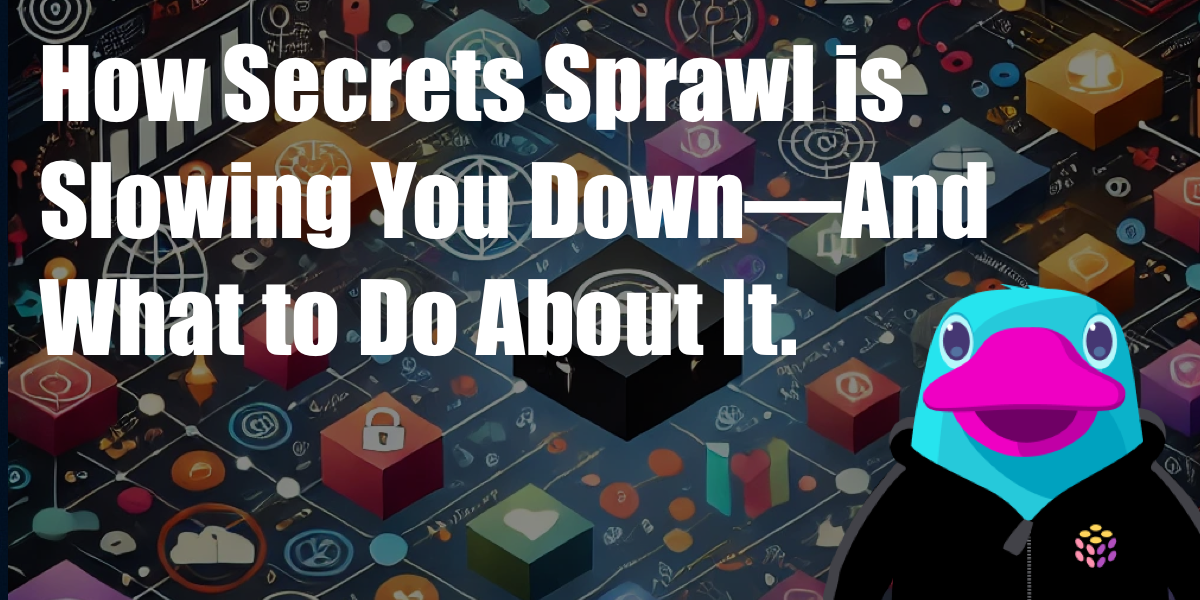 How Secrets Sprawl is
Slowing You Down—And
What to Do About It.